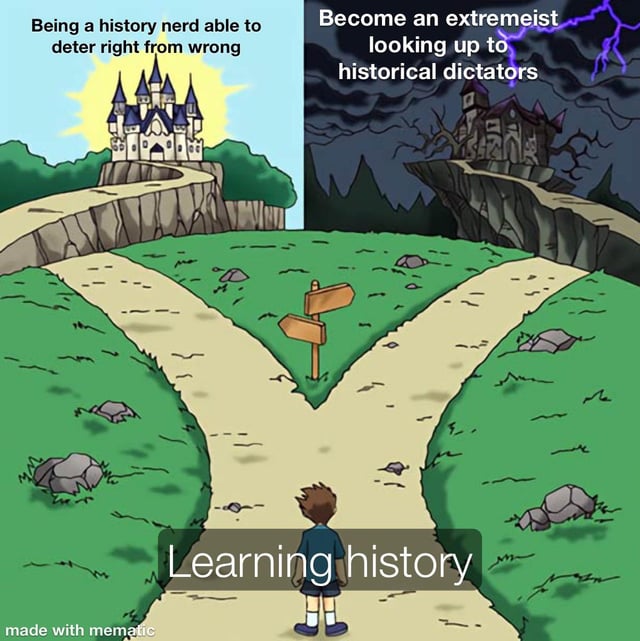 Being a history nerd able to
deter right from wrong
Become an extremeist
looking up to
historical dictators
Learning history
made with mematic